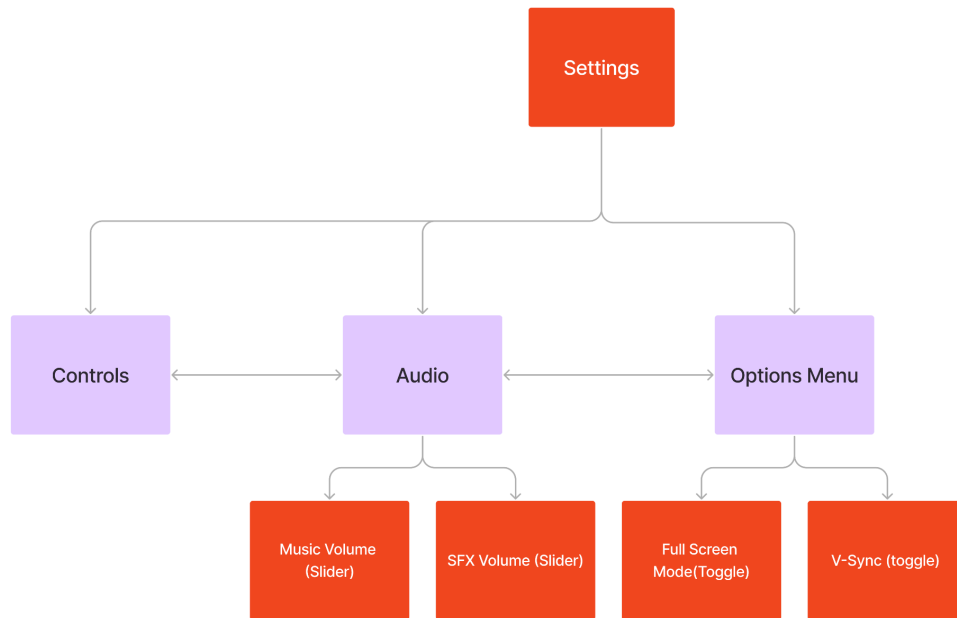 Settings
Controls
Audio
Options Menu
Music Volume
(Slider)
SFX Volume (Slider)
Full Screen
Mode(Toggle)
V-Sync (toggle)